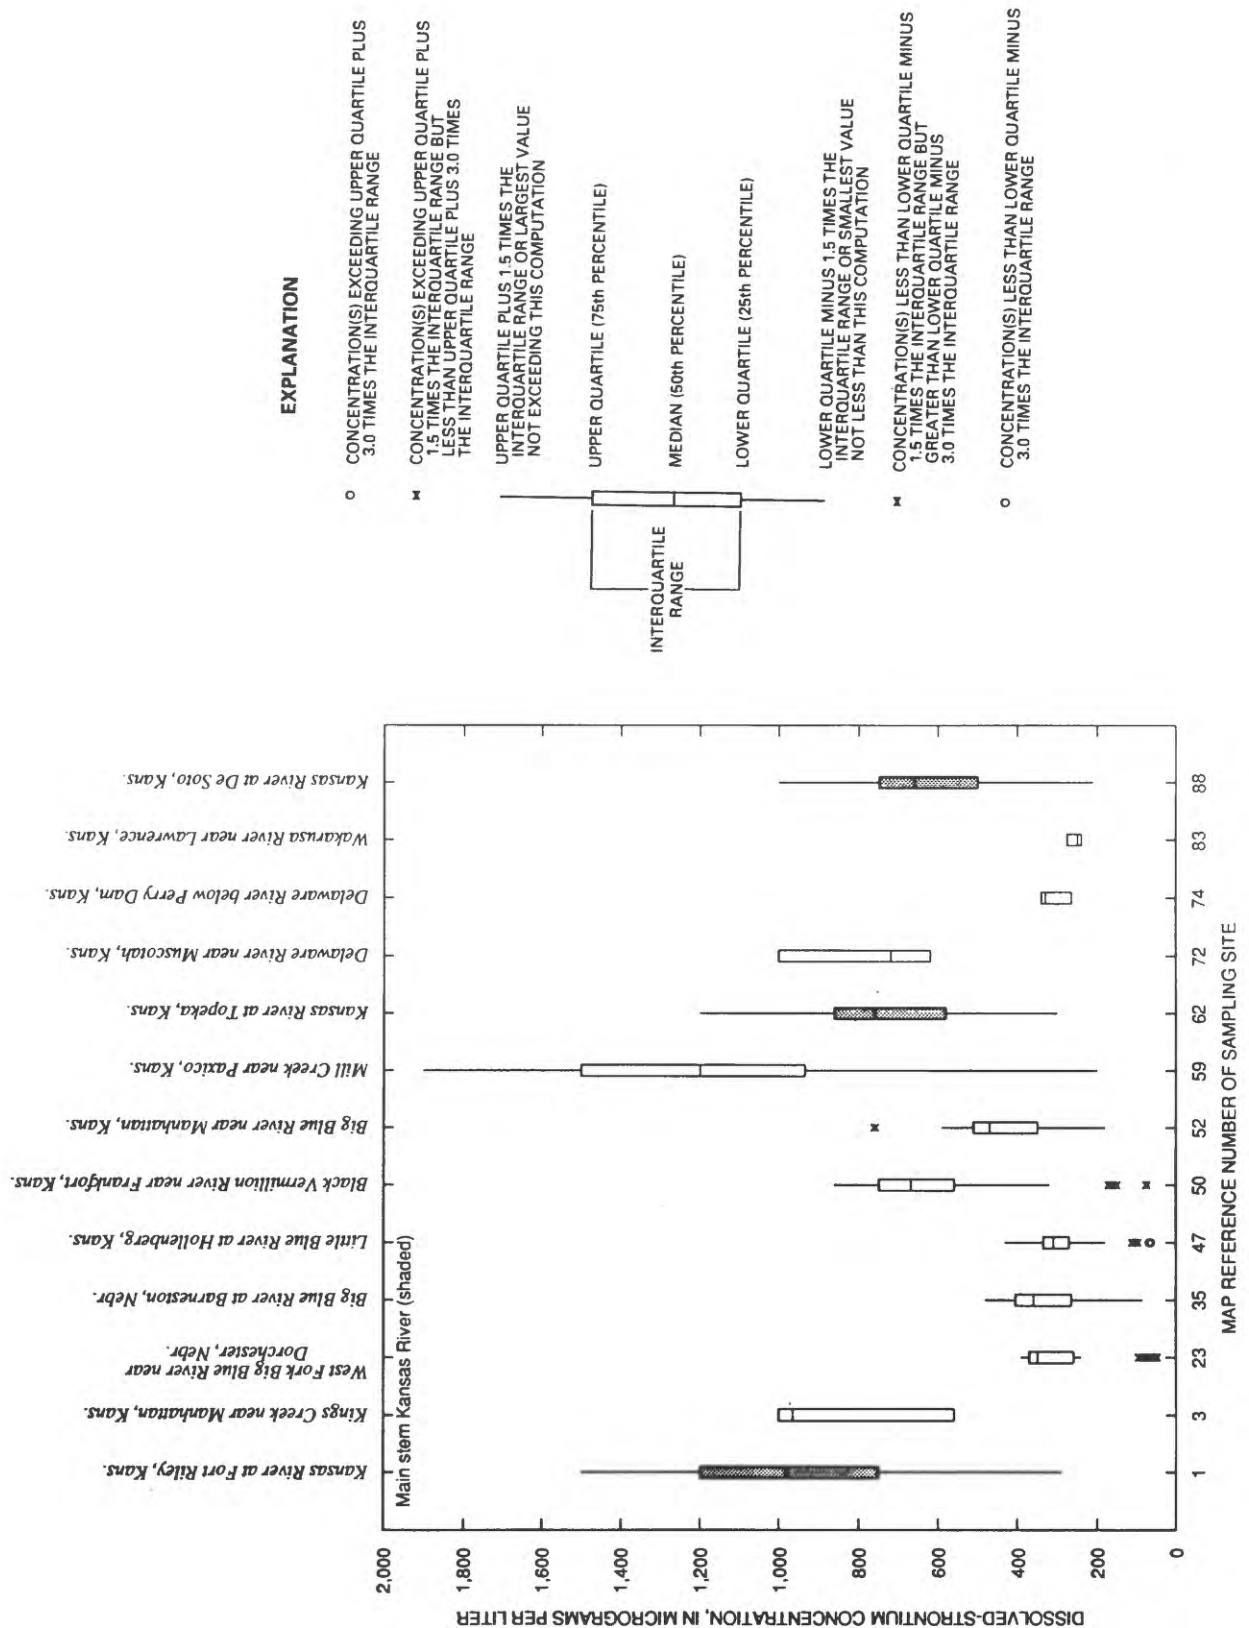 DISSOLVED-STRONTIUM CONCENTRATION, IN MICROGRAMS PER LITER
2,000
1,800
1,600
1,400
1,200
1,000
800
600
400
200
0
Main stem Kansas River (shaded)
Kansas River at Fort Riley, Kans.
Kings Creek near Manhattan, Kans.
West Fork Big Blue River near
Dorchester, Nebr.
Big Blue River at Barneston, Nebr.
Little Blue River at Hollenberg, Kans.
Black Vermillion River near Frankfort, Kans.
Big Blue River near Manhattan, Kans.
Mill Creek near Paxico, Kans.
Kansas River at Topeka, Kans.
Delaware River near Muscotah, Kans.
Delaware River below Perry Dam, Kans.
Wakarusa River near Lawrence, Kans.
Kansas River at De Soto, Kans.
1
3
23
35
47
50
52
59
62
72
74
83
88
MAP REFERENCE NUMBER OF SAMPLING SITE
EXPLANATION
CONCENTRATION(S) EXCEEDING UPPER QUARTILE PLUS
3.0 TIMES THE INTERQUARTILE RANGE
CONCENTRATION(S) EXCEEDING UPPER QUARTILE PLUS
1.5 TIMES THE INTERQUARTILE RANGE BUT
LESS THAN UPPER QUARTILE PLUS 3.0 TIMES
THE INTERQUARTILE RANGE
UPPER QUARTILE PLUS 1.5 TIMES THE
INTERQUARTILE RANGE OR LARGEST VALUE
NOT EXCEEDING THIS COMPUTATION
UPPER QUARTILE (75th PERCENTILE)
INTERQUARTILE
RANGE
MEDIAN (50th PERCENTILE)
LOWER QUARTILE (25th PERCENTILE)
LOWER QUARTILE MINUS 1.5 TIMES THE
INTERQUARTILE RANGE OR SMALLEST VALUE
NOT LESS THAN THIS COMPUTATION
CONCENTRATION(S) LESS THAN LOWER QUARTILE MINUS
1.5 TIMES THE INTERQUARTILE RANGE BUT
GREATER THAN LOWER QUARTILE MINUS
3.0 TIMES THE INTERQUARTILE RANGE
CONCENTRATION(S) LESS THAN LOWER QUARTILE MINUS
3.0 TIMES THE INTERQUARTILE RANGE